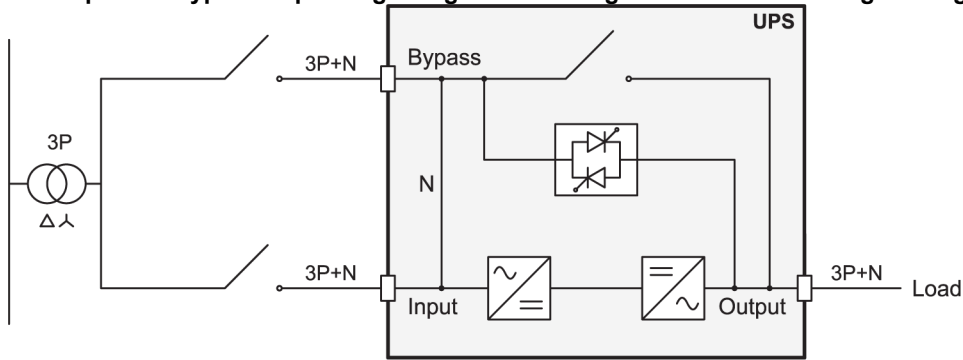 UPS
3P+N
Bypass
3P
N
3P+N
Input
Output
3P+N
Load